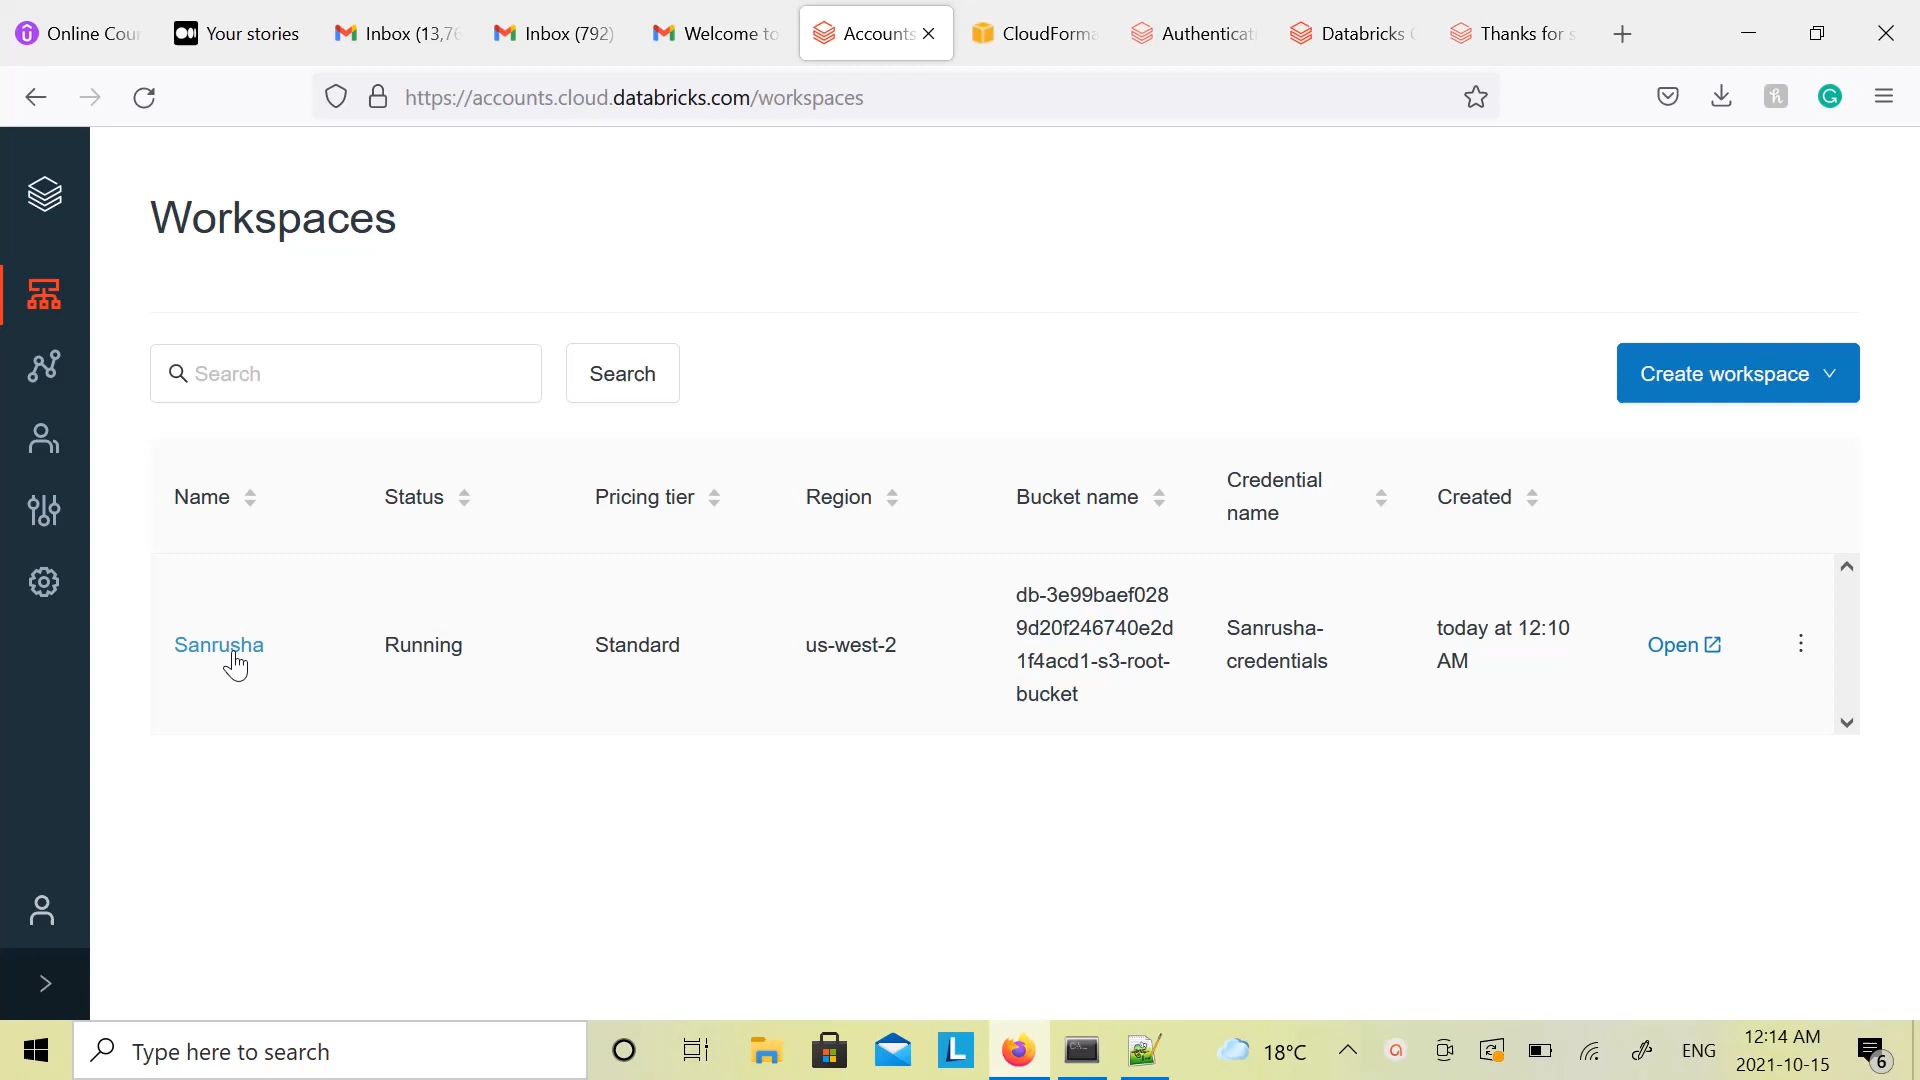 Online Cour
Your stories
Inbox (13,76
Inbox (792)
Welcome to
Accounts
CloudForma
Authenticati
Databricks C
Thanks for s
https://accounts.cloud.databricks.com/workspaces
Workspaces
Search
Search
Create workspace
Name
Status
Pricing tier
Region
Bucket name
Credential
name
Created
Sanrusha
Running
Standard
us-west-2
db-3e99baef028
9d20f246740e2d
1f4acd1-s3-root-
bucket
Sanrusha-
credentials
today at 12:10
AM
Open
Type here to search
L
18°C
ENG
12:14 AM
2021-10-15
6